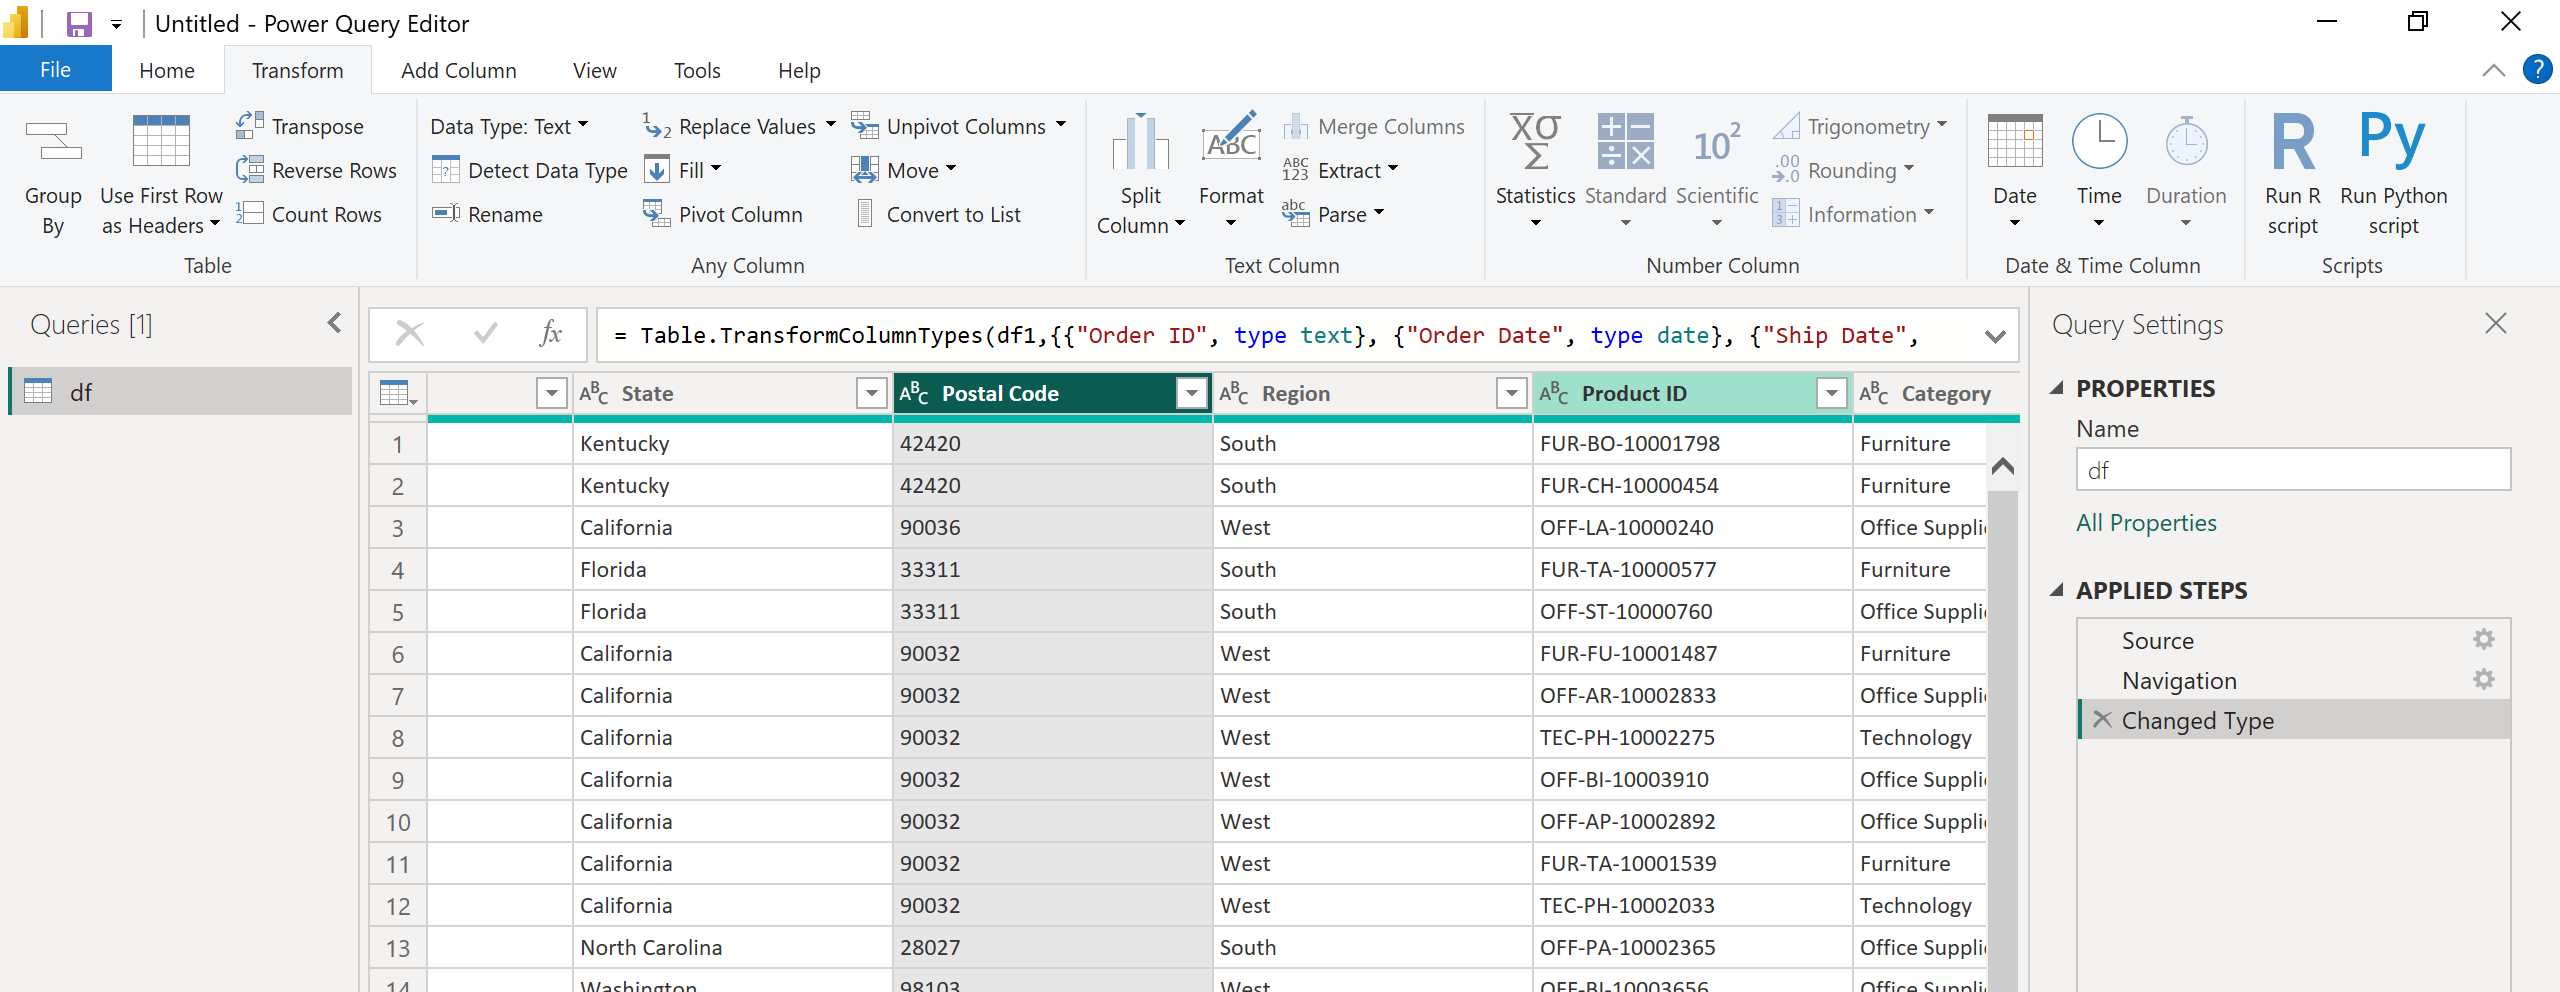 Untitled - Power Query Editor
File Home Transform Add Column View Tools Help
Group By
Use First Row as Headers
Transpose
Reverse Rows
Count Rows
Table
Data Type: Text
Detect Data Type
Rename
Replace Values
Fill
Pivot Column
Unpivot Columns
Move
Convert to List
Any Column
Split Column
Format
Merge Columns
Extract
Parse
Text Column
Statistics
Standard
Scientific
Trigonometry
Rounding
Information
Number Column
Date
Time
Duration
Date & Time Column
Run R script
Run Python script
Scripts
Queries [1]
df
fx
= Table.TransformColumnTypes(df1,{{"Order ID", type text}, {"Order Date", type date}, {"Ship Date",
State Postal Code Region Product ID Category
1 Kentucky 42420 South FUR-BO-10001798 Furniture
2 Kentucky 42420 South FUR-CH-10000454 Furniture
3 California 90036 West OFF-LA-10000240 Office Suppli
4 Florida 33311 South FUR-TA-10000577 Furniture
5 Florida 33311 South OFF-ST-10000760 Office Suppli
6 California 90032 West FUR-FU-10001487 Furniture
7 California 90032 West OFF-AR-10002833 Office Suppli
8 California 90032 West TEC-PH-10002275 Technology
9 California 90032 West OFF-BI-10003910 Office Suppli
10 California 90032 West OFF-AP-10002892 Office Suppli
11 California 90032 West FUR-TA-10001539 Furniture
12 California 90032 West TEC-PH-10002033 Technology
13 North Carolina 28027 South OFF-PA-10002365 Office Suppli
14 Washington 98103 West OFF-BI-10003656 Office Suppli
Query Settings
PROPERTIES
Name
df
All Properties
APPLIED STEPS
Source
Navigation
Changed Type